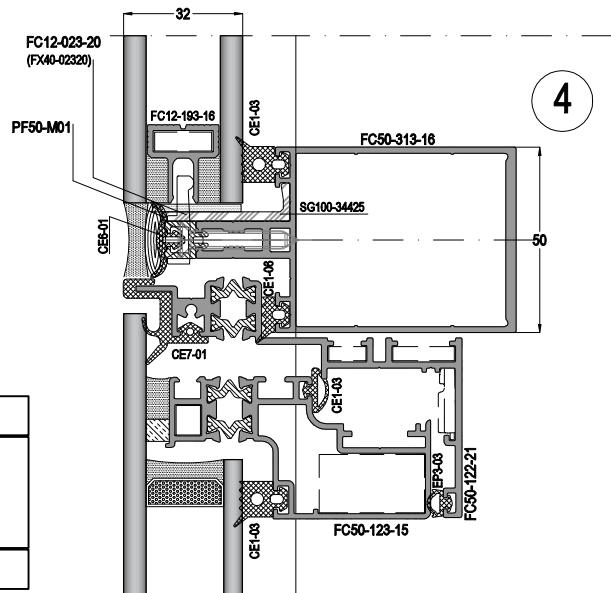 32
FC12-023-20
(FX40-02320)
4
FC12-193-16
CE1-03
PF50-M01
FC50-313-16
SG100-34425
CE6-01
50
CE1-06
CE7-01
CE1-03
EP3-03
FC50-122-21
CE1-03
FC50-123-15